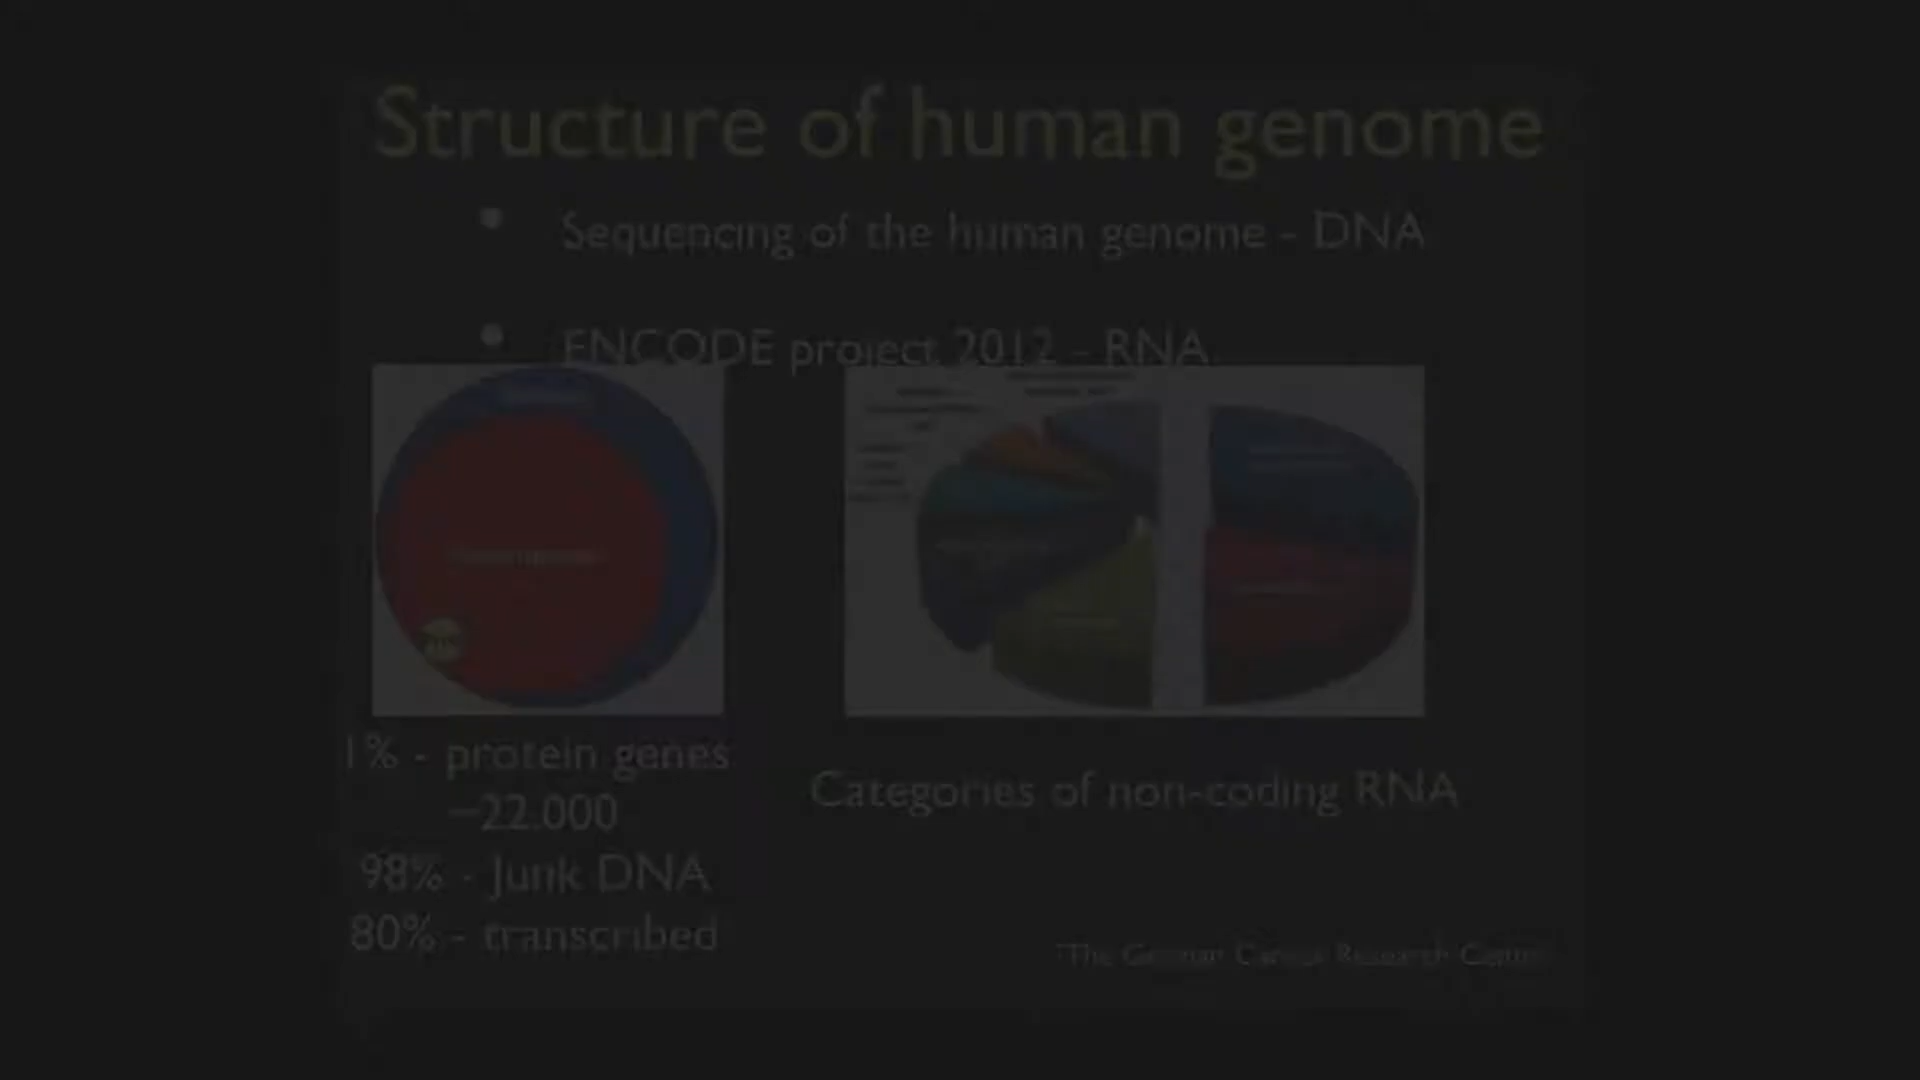 Structure of human genome
• Sequencing of the human genome - DNA
• ENCODE project 2012 - RNA
1% - protein genes
~22.000
98% - Junk DNA
80% - transcribed
Categories of non-coding RNA
The German Cancer Research Center